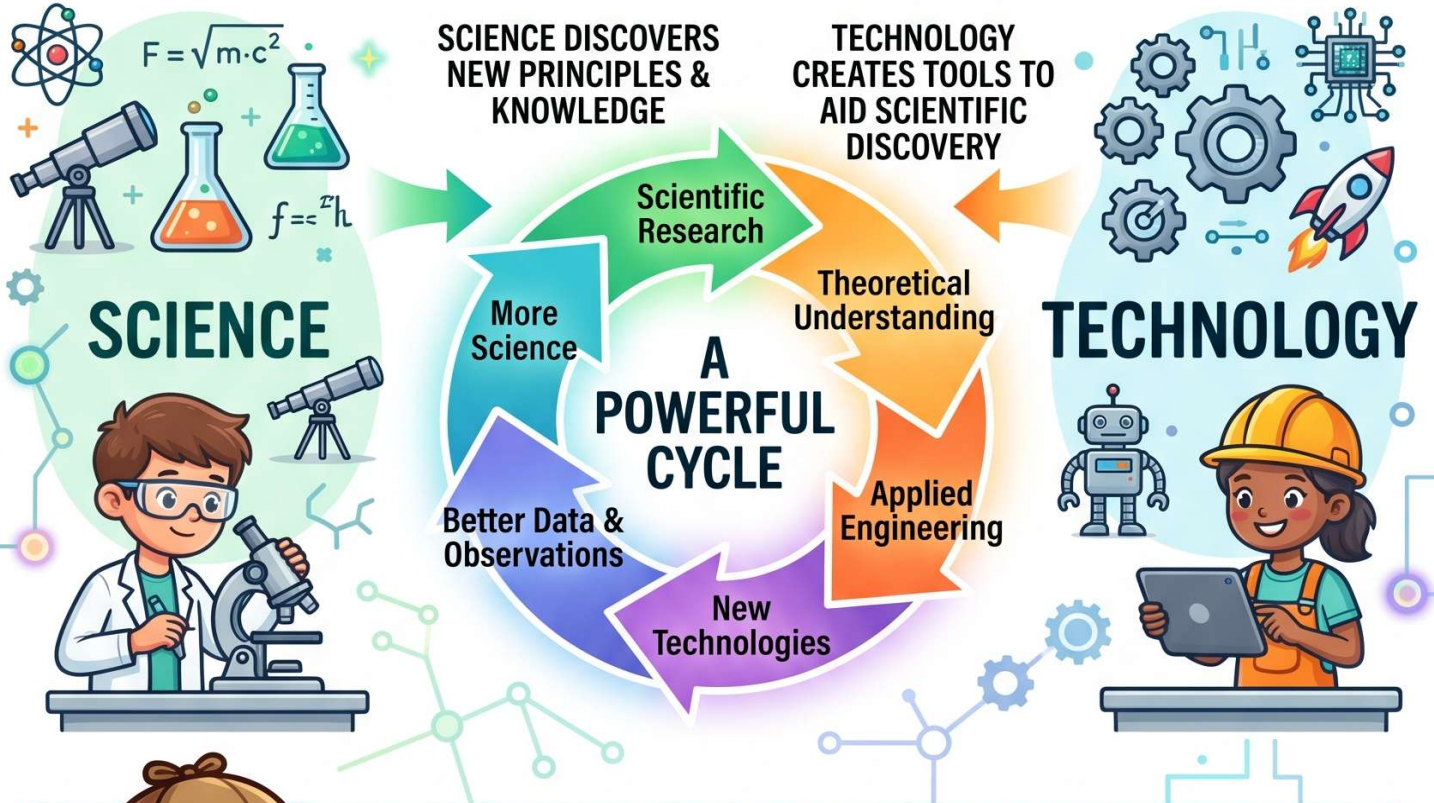 F = √m·c²
SCIENCE DISCOVERS
NEW PRINCIPLES &
KNOWLEDGE
TECHNOLOGY
CREATES TOOLS TO
AID SCIENTIFIC
DISCOVERY
SCIENCE
TECHNOLOGY
A
POWERFUL
CYCLE
Scientific
Research
Theoretical
Understanding
Applied
Engineering
New
Technologies
Better Data &
Observations
More
Science